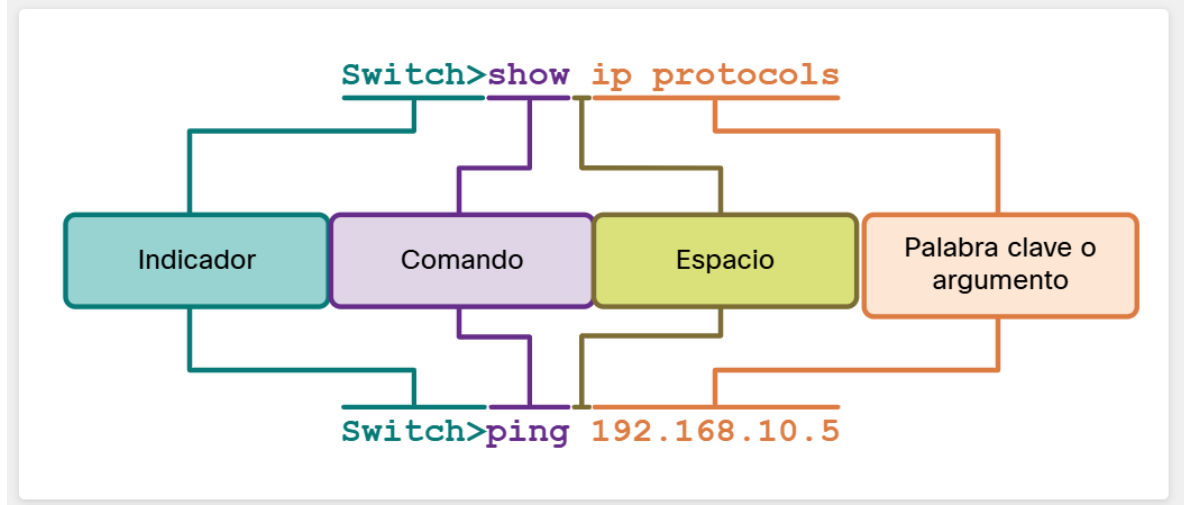 Switch>show ip protocols
Indicador
Comando
Espacio
Palabra clave o
argumento
Switch>ping 192.168.10.5